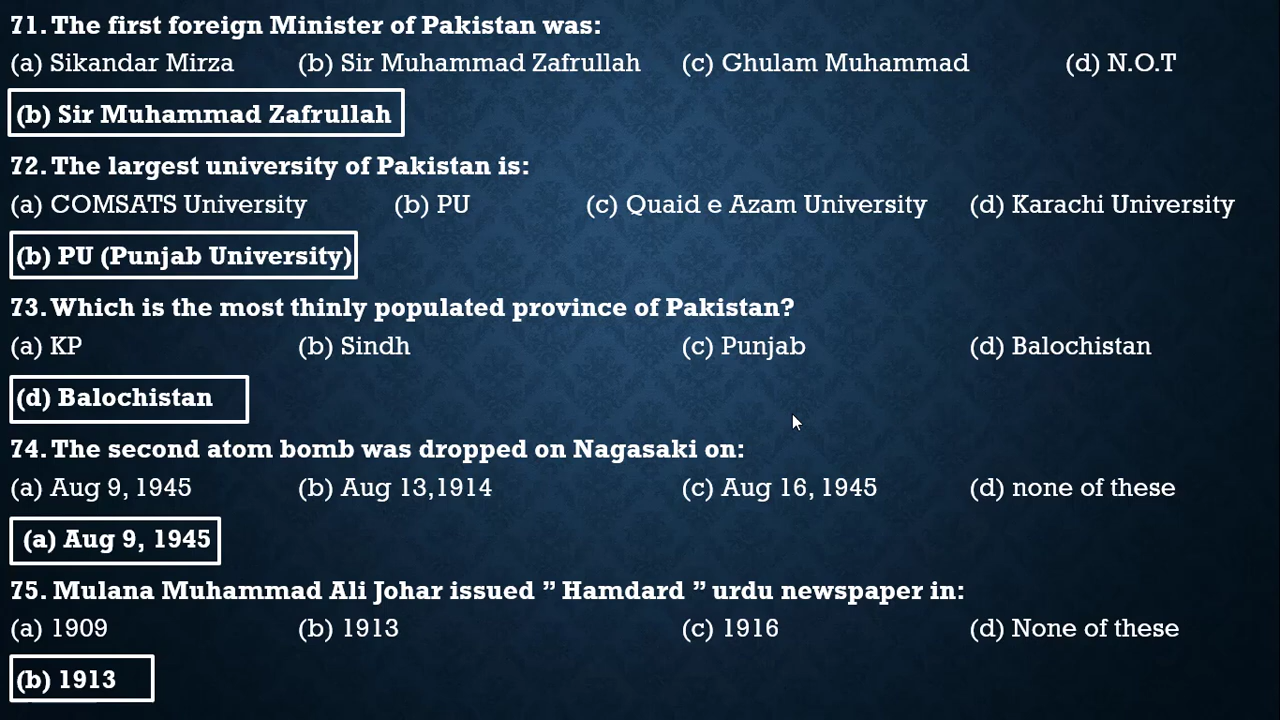 71. The first foreign Minister of Pakistan was:
(a) Sikandar Mirza (b) Sir Muhammad Zafrullah (c) Ghulam Muhammad (d) N.O.T
(b) Sir Muhammad Zafrullah
72. The largest university of Pakistan is:
(a) COMSATS University (b) PU (c) Quaid e Azam University (d) Karachi University
(b) PU (Punjab University)
73. Which is the most thinly populated province of Pakistan?
(a) KP (b) Sindh (c) Punjab (d) Balochistan
(d) Balochistan
74. The second atom bomb was dropped on Nagasaki on:
(a) Aug 9, 1945 (b) Aug 13,1914 (c) Aug 16, 1945 (d) none of these
(a) Aug 9, 1945
75. Mulana Muhammad Ali Johar issued ” Hamdard ” urdu newspaper in:
(a) 1909 (b) 1913 (c) 1916 (d) None of these
(b) 1913